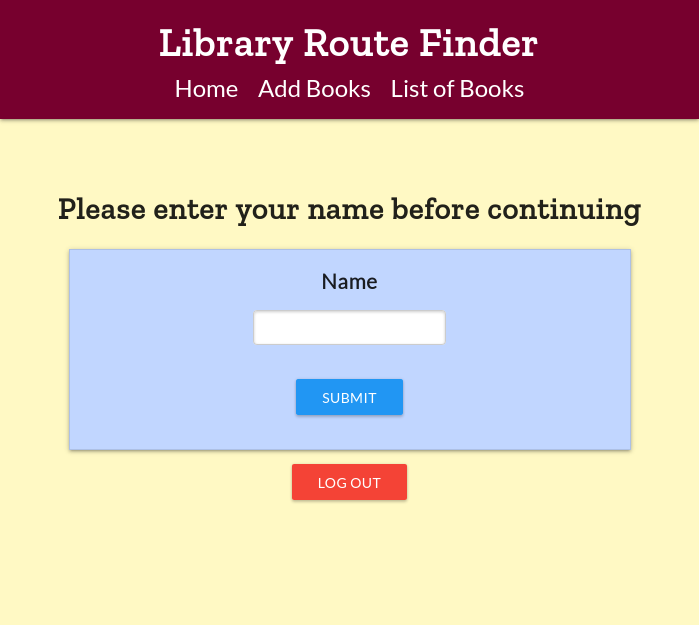 Library Route Finder
Home Add Books List of Books
Please enter your name before continuing
Name
SUBMIT
LOG OUT